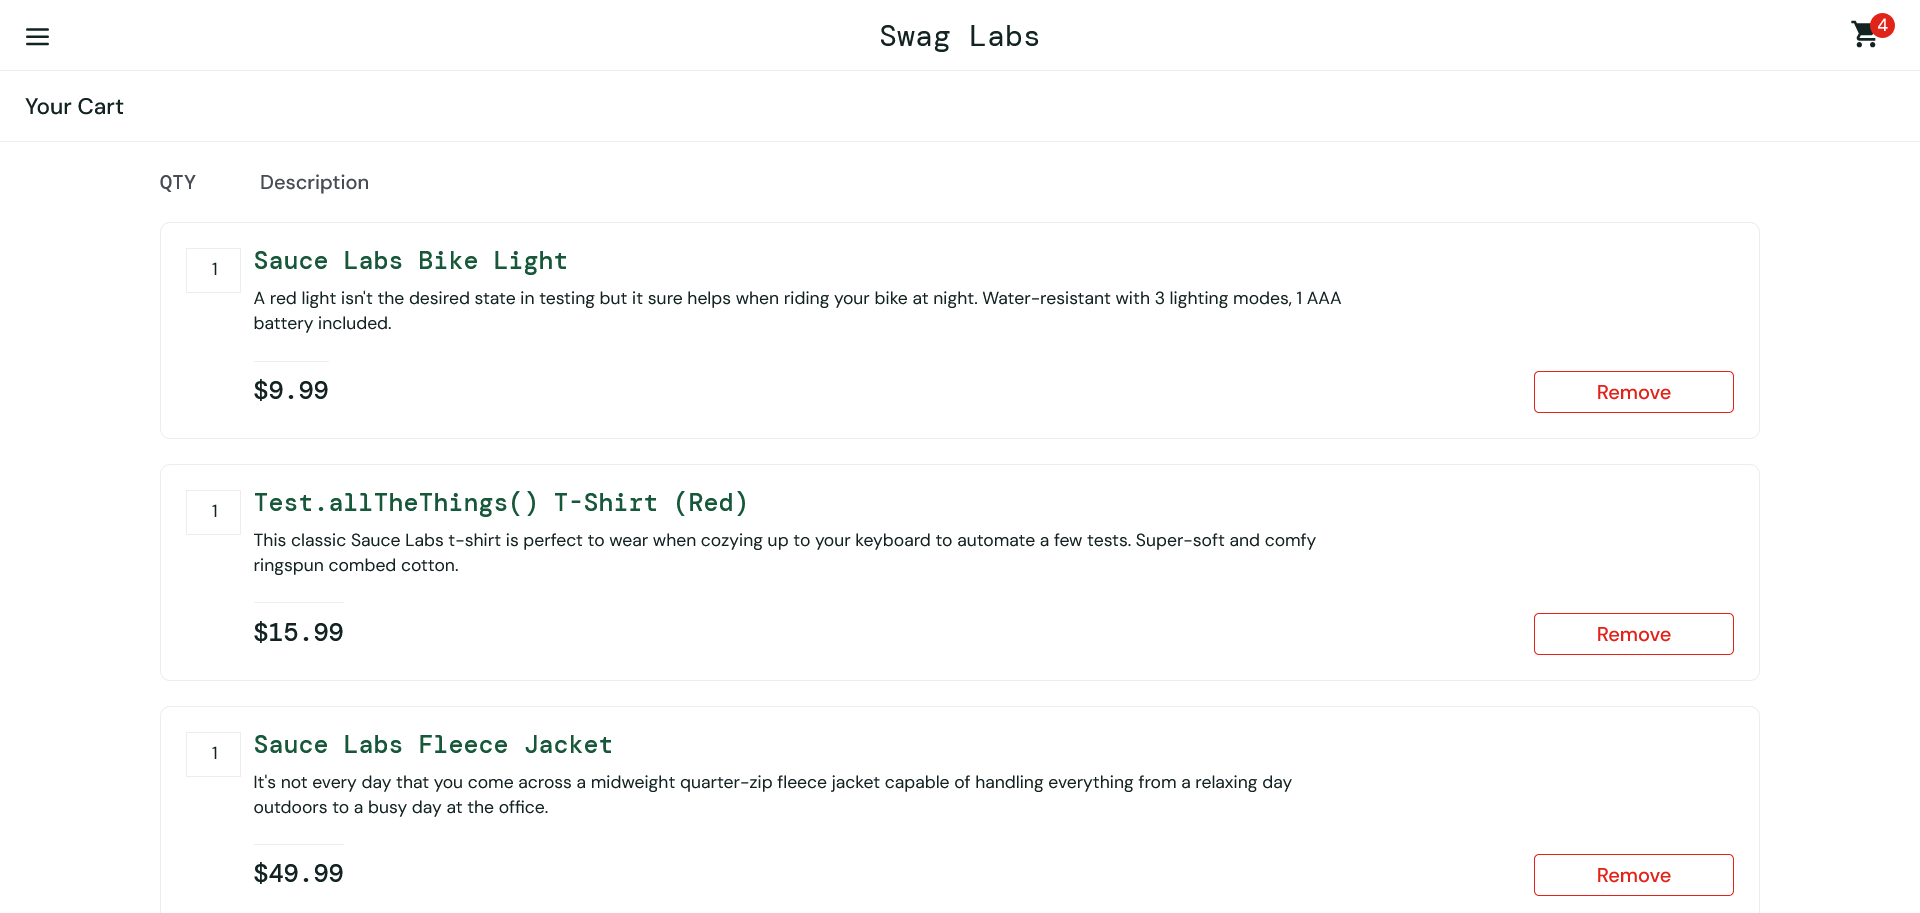 Swag Labs
4
Your Cart
QTY Description
1
Sauce Labs Bike Light
A red light isn't the desired state in testing but it sure helps when riding your bike at night. Water-resistant with 3 lighting modes, 1 AAA
battery included.
$9.99
Remove
1
Test.allTheThings() T-Shirt (Red)
This classic Sauce Labs t-shirt is perfect to wear when cozying up to your keyboard to automate a few tests. Super-soft and comfy
ringspun combed cotton.
$15.99
Remove
1
Sauce Labs Fleece Jacket
It's not every day that you come across a midweight quarter-zip fleece jacket capable of handling everything from a relaxing day
outdoors to a busy day at the office.
$49.99
Remove